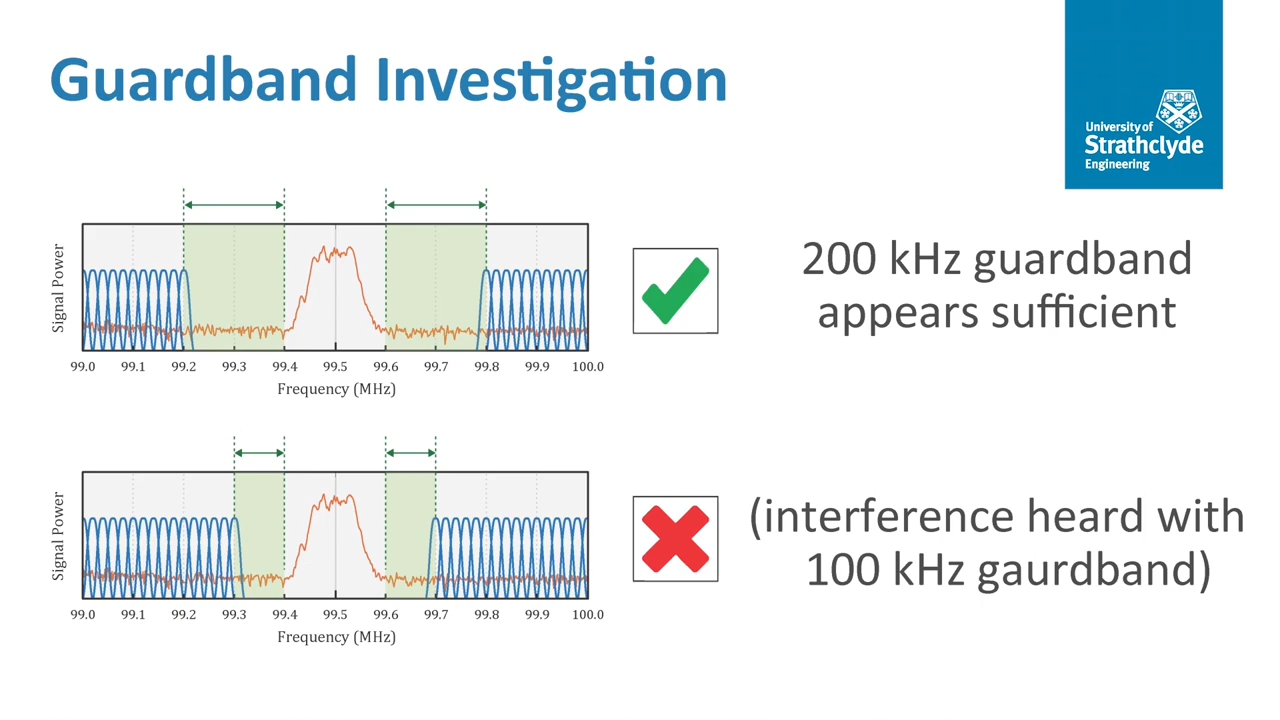 Guardband Investigation
University of
Strathclyde
Engineering
Signal Power
99.0 99.1 99.2 99.3 99.4 99.5 99.6 99.7 99.8 99.9 100.0
Frequency (MHz)
200 kHz guardband
appears sufficient
Signal Power
99.0 99.1 99.2 99.3 99.4 99.5 99.6 99.7 99.8 99.9 100.0
Frequency (MHz)
(interference heard with
100 kHz gaurdband)